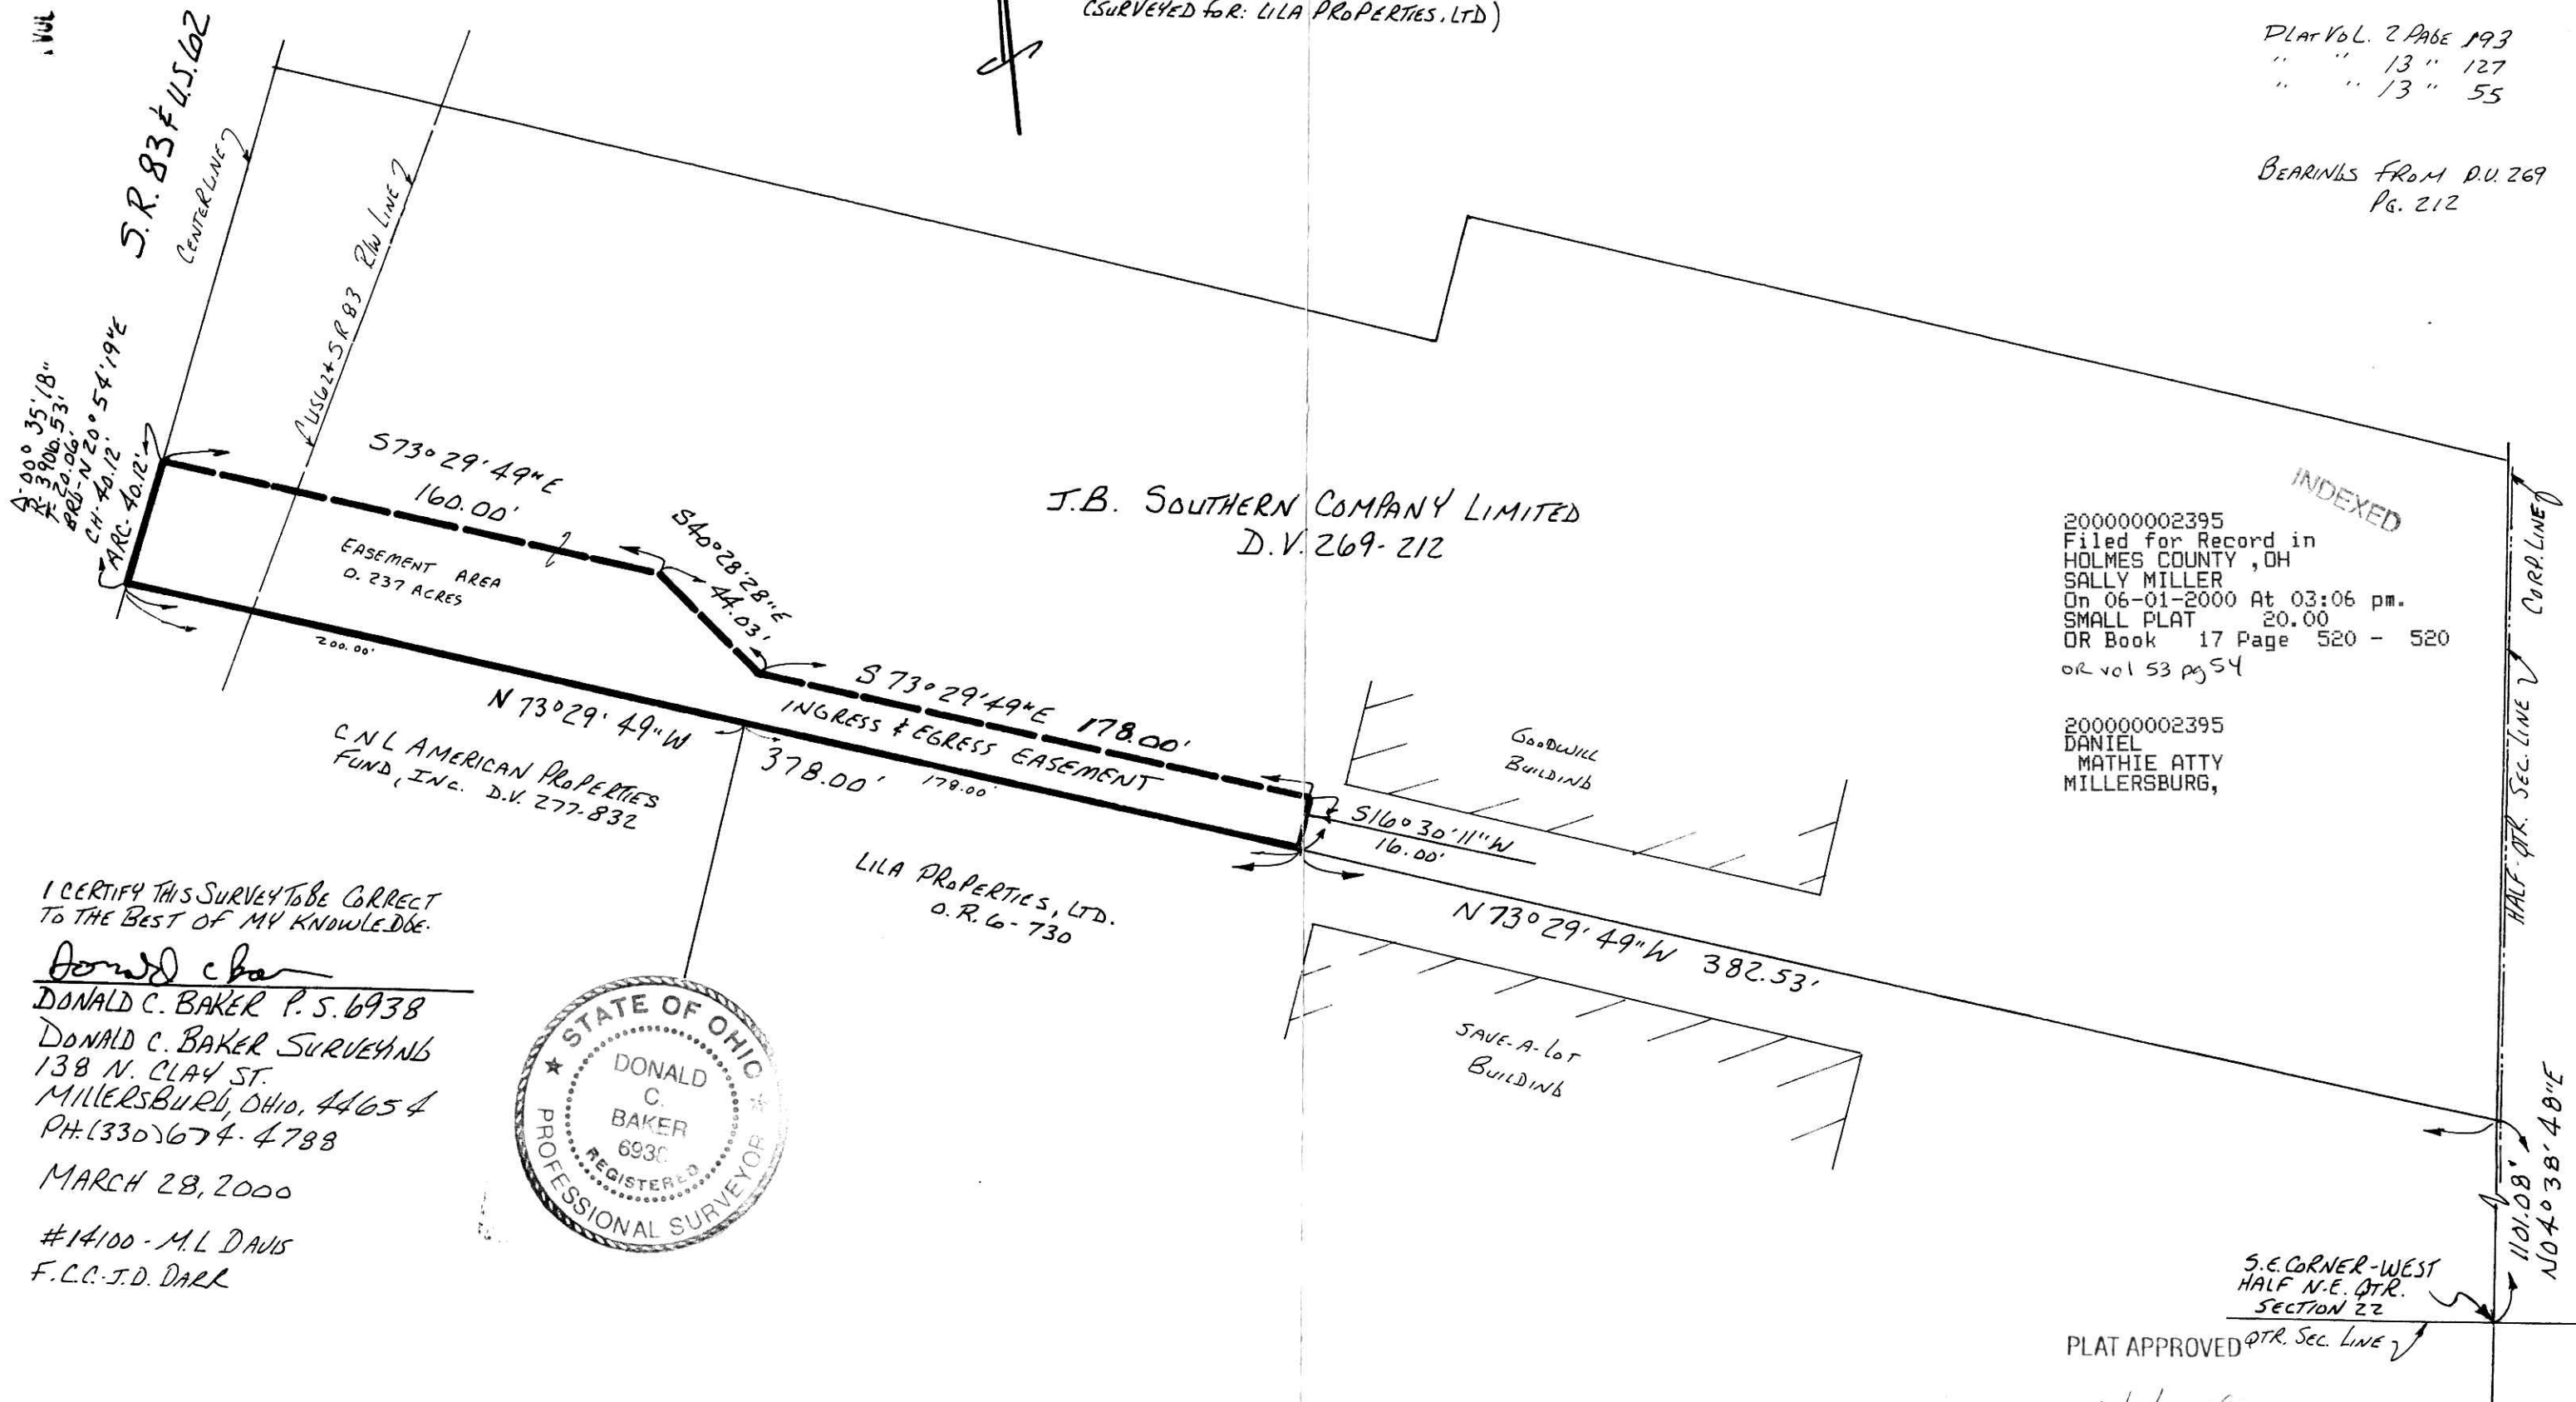 (SURVEYED FOR: LILA PROPERTIES, LTD)
PLAT VOL. 2 PAGE 193
" " 13 " 127
" " 13 " 55
BEARINGS FROM D.V. 269
PG. 212
S.R. 83 & U.S. 62
CENTERLINE
US62+SR83 R/W LINE
Δ-00° 35' 18"
R-3906.53'
T-20.06'
BRG-N 20° 54' 19"E
CH-40.12'
ARC-40.12'
S73° 29' 49"E
160.00'
EASEMENT AREA
0.237 ACRES
S40°28'28"E
44.03'
200.00'
J.B. SOUTHERN COMPANY LIMITED
D.V. 269-212
INDEXED
200000002395
Filed for Record in
HOLMES COUNTY ,OH
SALLY MILLER
On 06-01-2000 At 03:06 pm.
SMALL PLAT 20.00
OR Book 17 Page 520 - 520
OR vol 53 pg 54
200000002395
DANIEL
MATHIE ATTY
MILLERSBURG,
CORP. LINE
HALF-QTR. SEC. LINE
S 73° 29' 49"E 178.00'
INGRESS & EGRESS EASEMENT
N 73° 29' 49"W
378.00'
178.00'
CNL AMERICAN PROPERTIES
FUND, INC. D.V. 277-832
GOODWILL
BUILDING
S16° 30' 11"W
16.00'
LILA PROPERTIES, LTD.
O.R. 6-730
N 73° 29' 49"W 382.53'
SAVE-A-LOT
BUILDING
I CERTIFY THIS SURVEY TO BE CORRECT
TO THE BEST OF MY KNOWLEDGE.
DONALD C. BAKER P.S. 6938
DONALD C. BAKER SURVEYING
138 N. CLAY ST.
MILLERSBURG, OHIO, 44654
PH. (330) 674-4788
MARCH 28, 2000
#14100 - M.L DAVIS
F.C.C.-J.D. DARR
STATE OF OHIO
DONALD
C.
BAKER
6938
REGISTERED
PROFESSIONAL SURVEYOR
1101.08'
N04° 38' 48"E
S.E. CORNER-WEST
HALF N.E. QTR.
SECTION 22
QTR. SEC. LINE
PLAT APPROVED